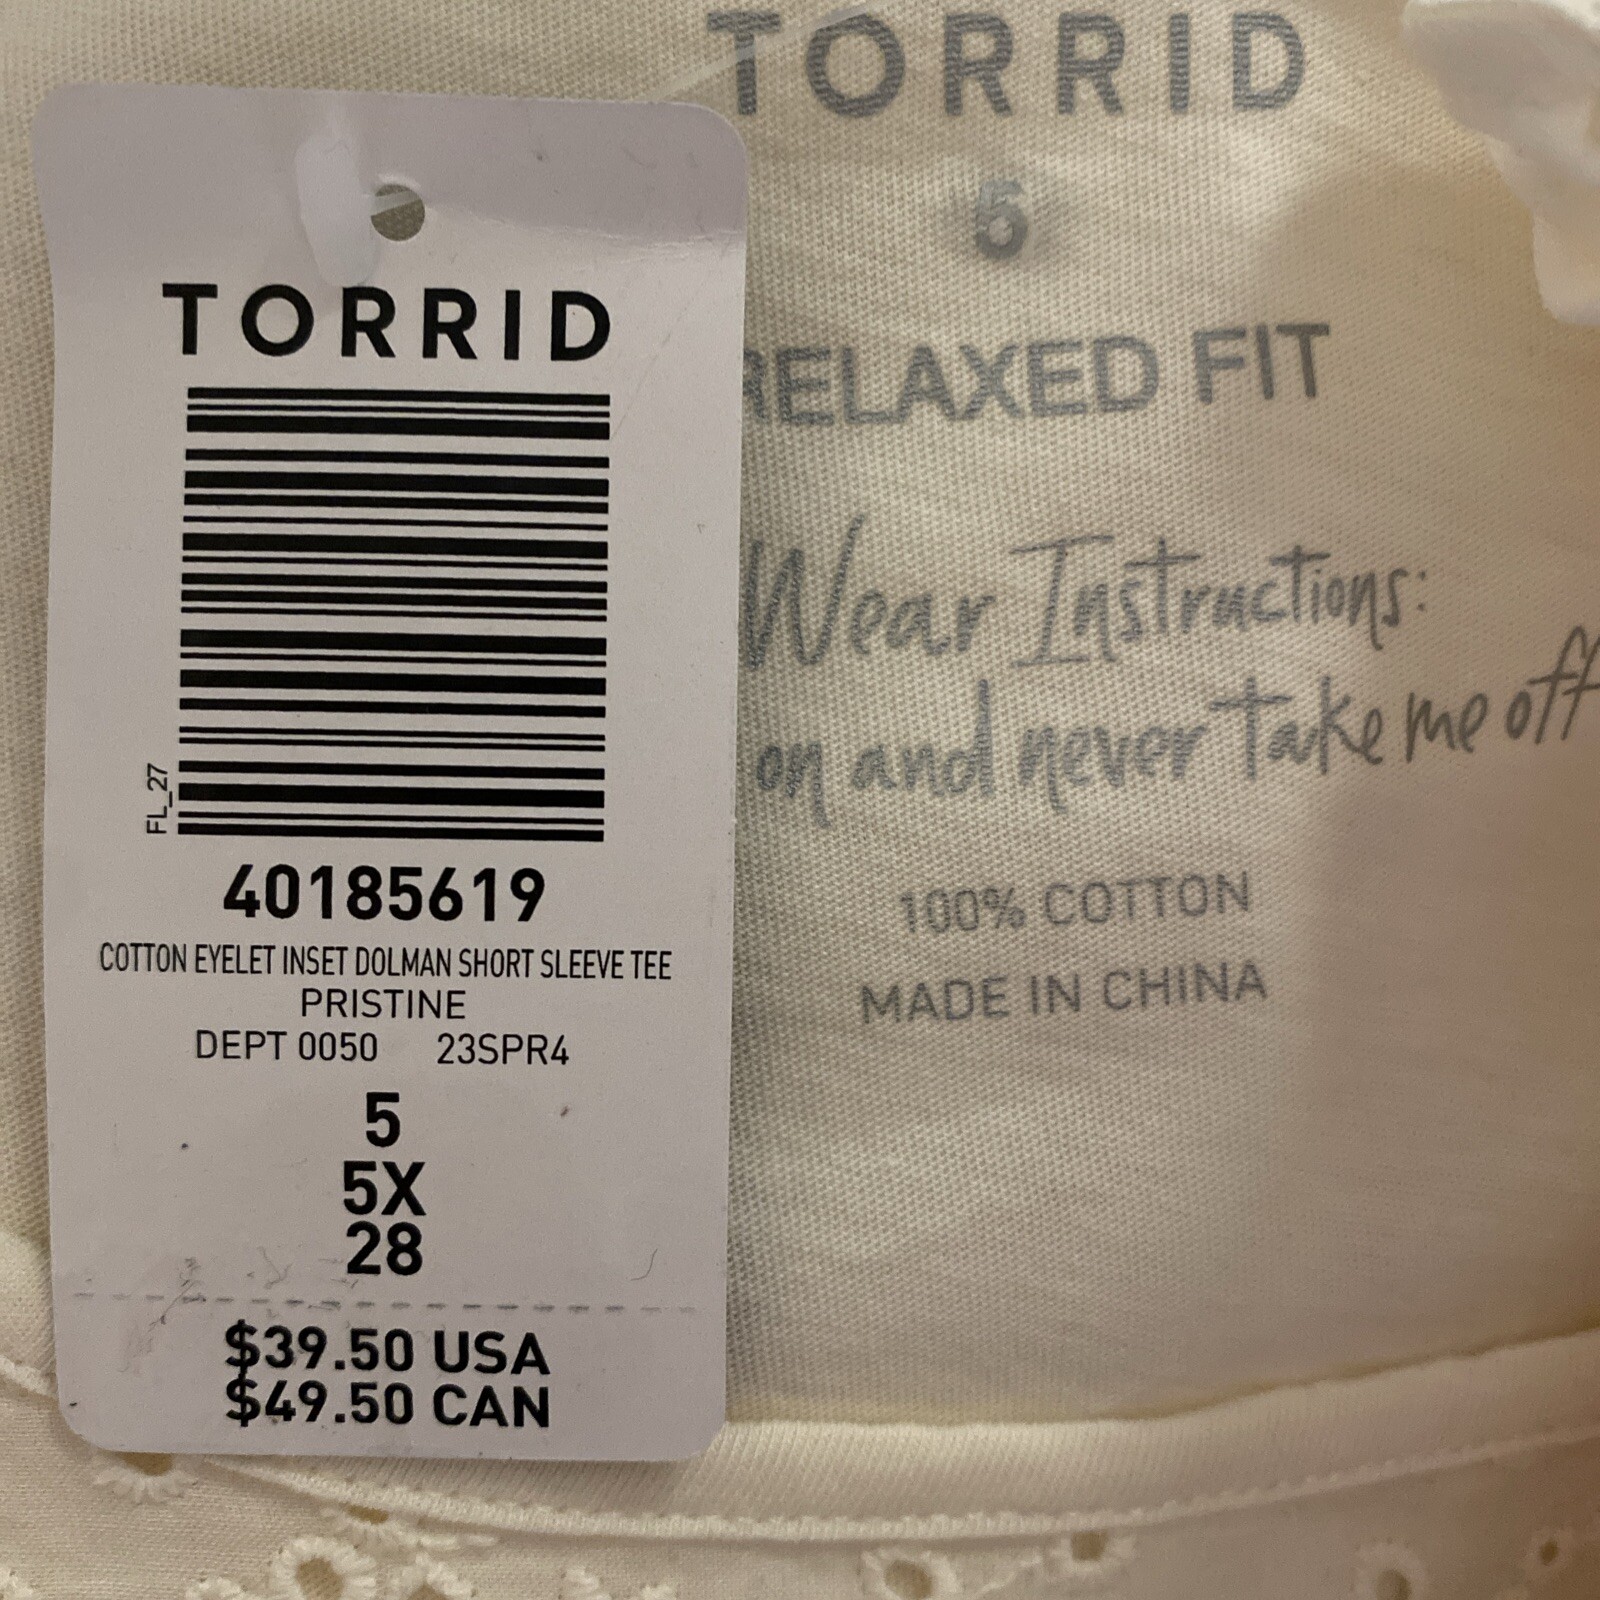 TORRID
FL_27
40185619
COTTON EYELET INSET DOLMAN SHORT SLEEVE TEE
PRISTINE
DEPT 0050 23SPR4
5
5X
28
$39.50 USA
$49.50 CAN
TORRID
RELAXED FIT
Wear Instructions:
on and never take me off
100% COTTON
MADE IN CHINA